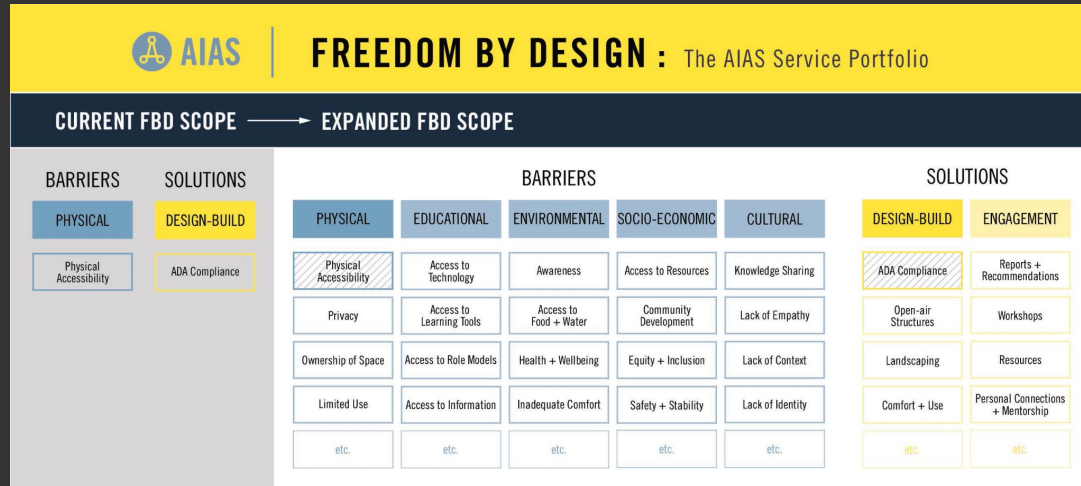 AIAS
FREEDOM BY DESIGN : The AIAS Service Portfolio
CURRENT FBD SCOPE → EXPANDED FBD SCOPE
BARRIERS
SOLUTIONS
PHYSICAL
DESIGN-BUILD
Physical
Accessibility
ADA Compliance
BARRIERS
PHYSICAL
EDUCATIONAL
ENVIRONMENTAL
SOCIO-ECONOMIC
CULTURAL
Physical
Accessibility
Access to
Technology
Awareness
Access to Resources
Knowledge Sharing
Privacy
Access to
Learning Tools
Access to
Food + Water
Community
Development
Lack of Empathy
Ownership of Space
Access to Role Models
Health + Wellbeing
Equity + Inclusion
Lack of Context
Limited Use
Access to Information
Inadequate Comfort
Safety + Stability
Lack of Identity
etc.
etc.
etc.
etc.
etc.
SOLUTIONS
DESIGN-BUILD
ENGAGEMENT
ADA Compliance
Reports +
Recommendations
Open-air
Structures
Workshops
Landscaping
Resources
Comfort + Use
Personal Connections
+ Mentorship
etc.
etc.